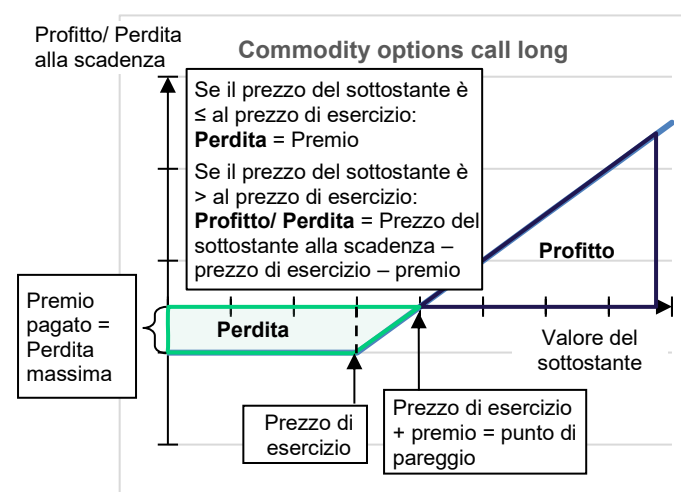 Profitto/ Perdita
alla scadenza
Commodity options call long
Se il prezzo del sottostante è
≤ al prezzo di esercizio:
Perdita = Premio
Se il prezzo del sottostante è
> al prezzo di esercizio:
Profitto/ Perdita = Prezzo del
sottostante alla scadenza –
prezzo di esercizio – premio
Profitto
Premio
pagato =
Perdita
massima
Perdita
Valore del
sottostante
Prezzo di
esercizio
Prezzo di esercizio
+ premio = punto di
pareggio